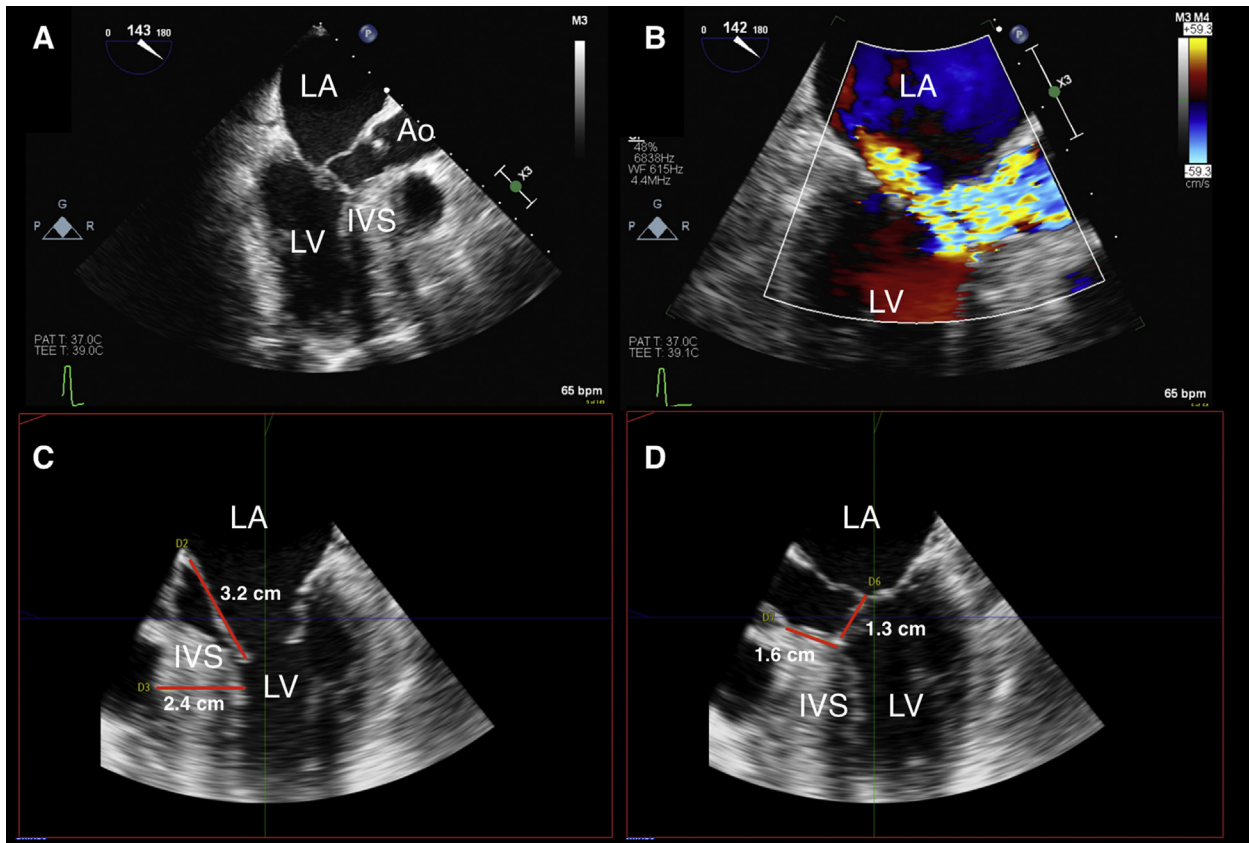 A
0 143 180
P
M3
LA
Ao
IVS
LV
X3
G
P R
PAT T: 37.0C
TEE T: 39.0C
65 bpm
B
0 142 180
P
M3 M4
+59.3
-59.3
cm/s
LA
X3
48%
6838Hz
WF 615Hz
4.4MHz
G
P R
LV
PAT T: 37.0C
TEE T: 39.1C
65 bpm
C
LA
D2
3.2 cm
IVS
LV
D3
2.4 cm
D
LA
D6
1.3 cm
1.6 cm
IVS
LV